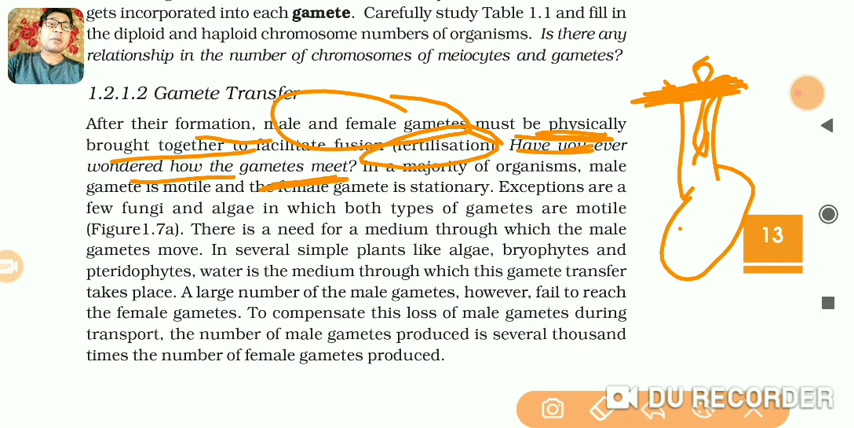 gets incorporated into each gamete. Carefully study Table 1.1 and fill in
the diploid and haploid chromosome numbers of organisms. Is there any
relationship in the number of chromosomes of meiocytes and gametes?
1.2.1.2 Gamete Transfer
After their formation, male and female gametes must be physically
brought together to facilitate fusion (fertilisation). Have you ever
wondered how the gametes meet? In a majority of organisms, male
gamete is motile and the female gamete is stationary. Exceptions are a
few fungi and algae in which both types of gametes are motile
(Figure1.7a). There is a need for a medium through which the male
gametes move. In several simple plants like algae, bryophytes and
pteridophytes, water is the medium through which this gamete transfer
takes place. A large number of the male gametes, however, fail to reach
the female gametes. To compensate this loss of male gametes during
transport, the number of male gametes produced is several thousand
times the number of female gametes produced.
13
GIF
DU RECORDER